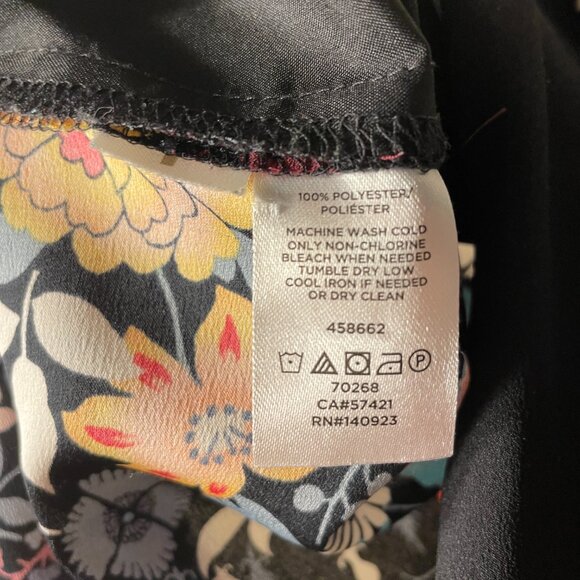 100% POLYESTER/
POLIÉSTER
MACHINE WASH COLD
ONLY NON-CHLORINE
BLEACH WHEN NEEDED
TUMBLE DRY LOW
COOL IRON IF NEEDED
OR DRY CLEAN
458662
P
70268
CA#57421
RN#140923